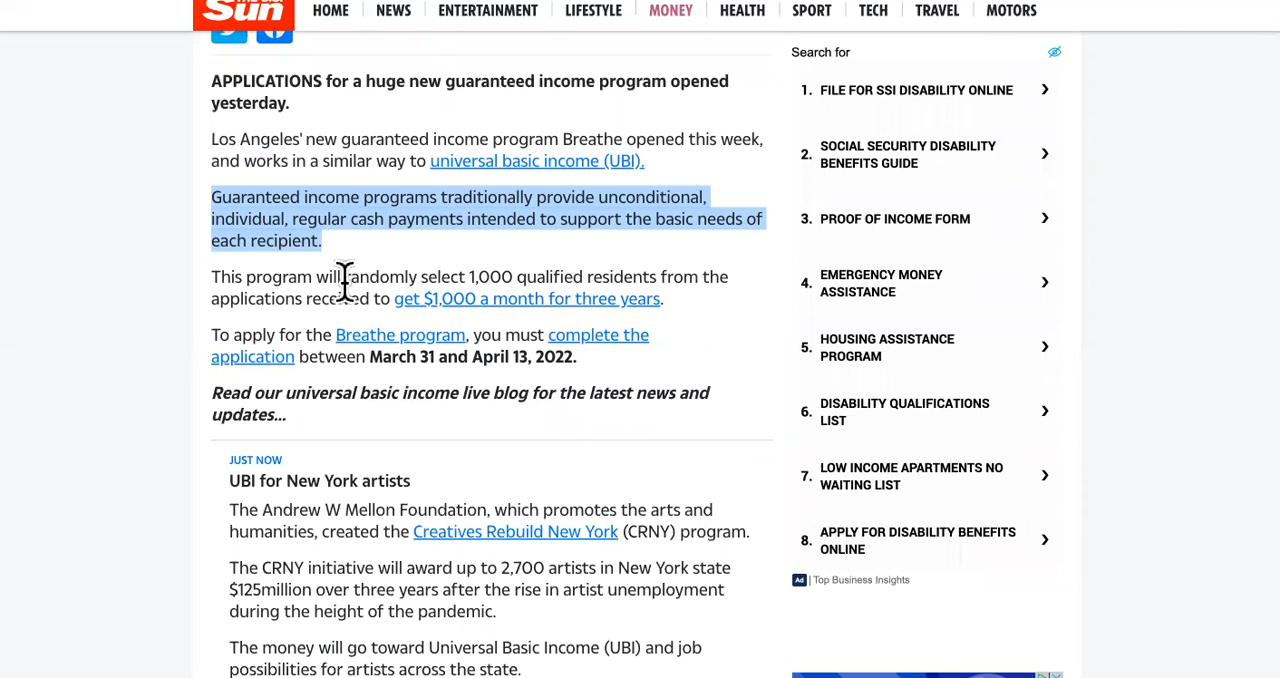 Sun
HOME NEWS ENTERTAINMENT LIFESTYLE MONEY HEALTH SPORT TECH TRAVEL MOTORS
APPLICATIONS for a huge new guaranteed income program opened
yesterday.
Los Angeles' new guaranteed income program Breathe opened this week,
and works in a similar way to universal basic income (UBI).
Guaranteed income programs traditionally provide unconditional,
individual, regular cash payments intended to support the basic needs of
each recipient.
This program will randomly select 1,000 qualified residents from the
applications received to get $1,000 a month for three years.
To apply for the Breathe program, you must complete the
application between March 31 and April 13, 2022.
Read our universal basic income live blog for the latest news and
updates...
JUST NOW
UBI for New York artists
The Andrew W Mellon Foundation, which promotes the arts and
humanities, created the Creatives Rebuild New York (CRNY) program.
The CRNY initiative will award up to 2,700 artists in New York state
$125million over three years after the rise in artist unemployment
during the height of the pandemic.
The money will go toward Universal Basic Income (UBI) and job
possibilities for artists across the state.
Search for
1. FILE FOR SSI DISABILITY ONLINE
2. SOCIAL SECURITY DISABILITY
BENEFITS GUIDE
3. PROOF OF INCOME FORM
4. EMERGENCY MONEY
ASSISTANCE
5. HOUSING ASSISTANCE
PROGRAM
6. DISABILITY QUALIFICATIONS
LIST
7. LOW INCOME APARTMENTS NO
WAITING LIST
8. APPLY FOR DISABILITY BENEFITS
ONLINE
Ad | Top Business Insights